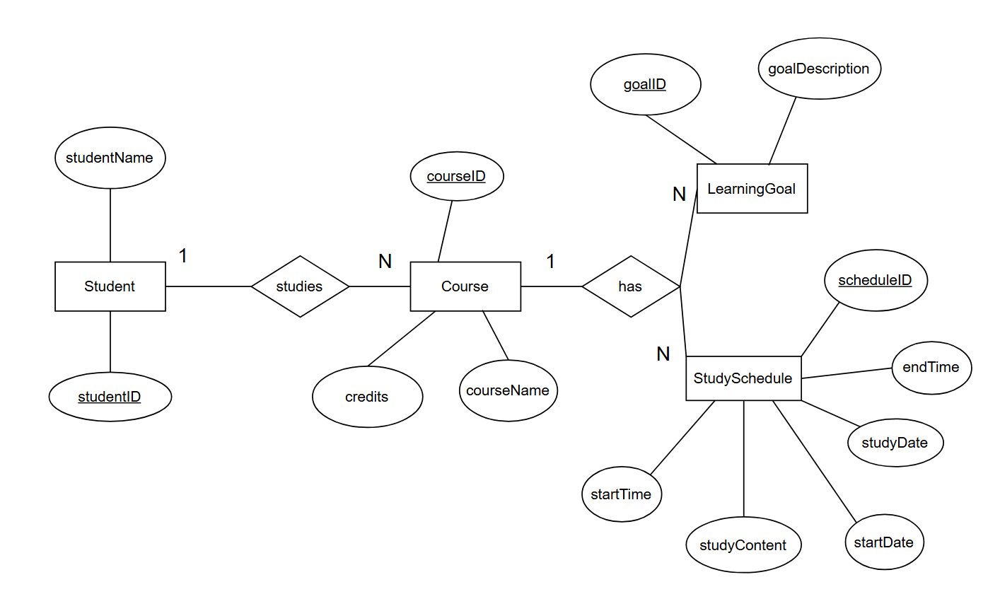 goalDescription
goalID
studentName
courseID
LearningGoal
N
1
N
1
Student
studies
Course
has
scheduleID
N
endTime
StudySchedule
courseName
studentID
credits
studyDate
startTime
startDate
studyContent